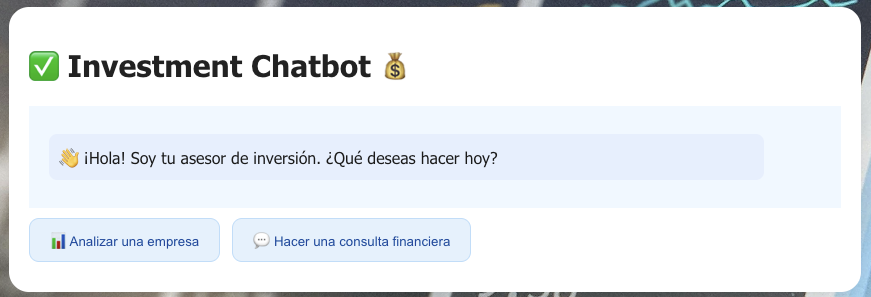 ✅ Investment Chatbot 💰
👋 ¡Hola! Soy tu asesor de inversión. ¿Qué deseas hacer hoy?
📊 Analizar una empresa
💬 Hacer una consulta financiera